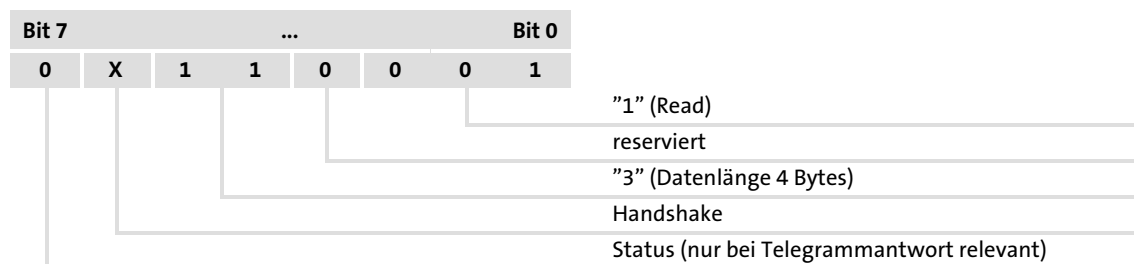 Bit 7 ... Bit 0
0 X 1 1 0 0 0 1
”1” (Read)
reserviert
”3” (Datenlänge 4 Bytes)
Handshake
Status (nur bei Telegrammantwort relevant)